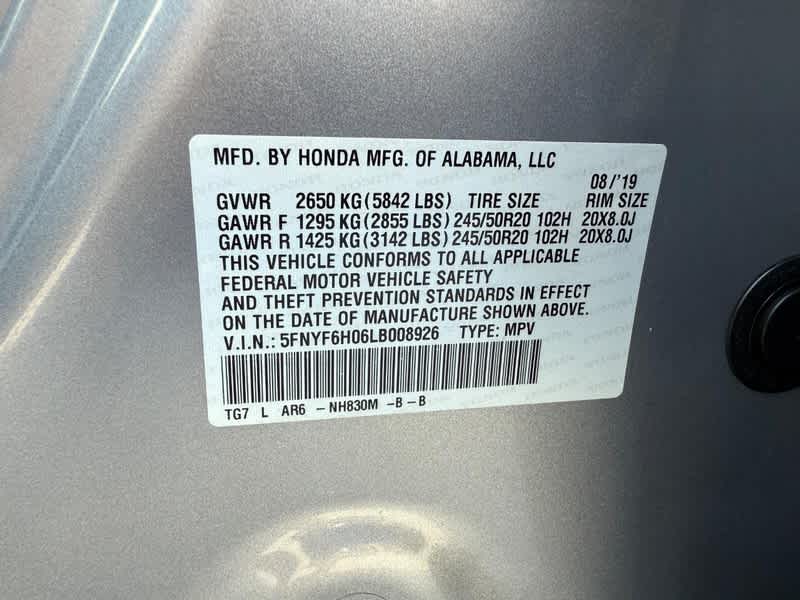 MFD. BY HONDA MFG. OF ALABAMA, LLC
08/'19
GVWR 2650 KG(5842 LBS) TIRE SIZE RIM SIZE
GAWR F 1295 KG(2855 LBS)245/50R20 102H 20X8.0J
GAWR R 1425 KG(3142 LBS)245/50R20 102H 20X8.0J
THIS VEHICLE CONFORMS TO ALL APPLICABLE
FEDERAL MOTOR VEHICLE SAFETY
AND THEFT PREVENTION STANDARDS IN EFFECT
ON THE DATE OF MANUFACTURE SHOWN ABOVE.
V.I.N.: 5FNYF6H06LB008926 TYPE: MPV
TG7 L AR6 – NH830M –B – B